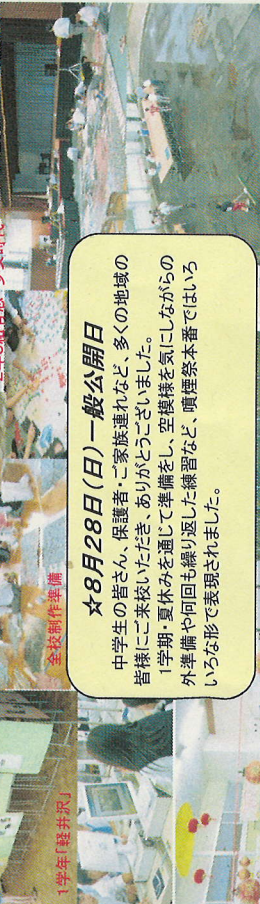 ☆8月28日(日)一般公開日
中学生の皆さん、保護者・ご家族連れなど、多くの地域の
皆様にご来校いただき、ありがとうございました。
1学期・夏休みを通じて準備をし、空模様を気にしながらの
外準備や何回も繰り返した練習など、噴煙祭本番ではいろ
いろな形で表現されました。
全校制作準備
1学年「軽井沢」